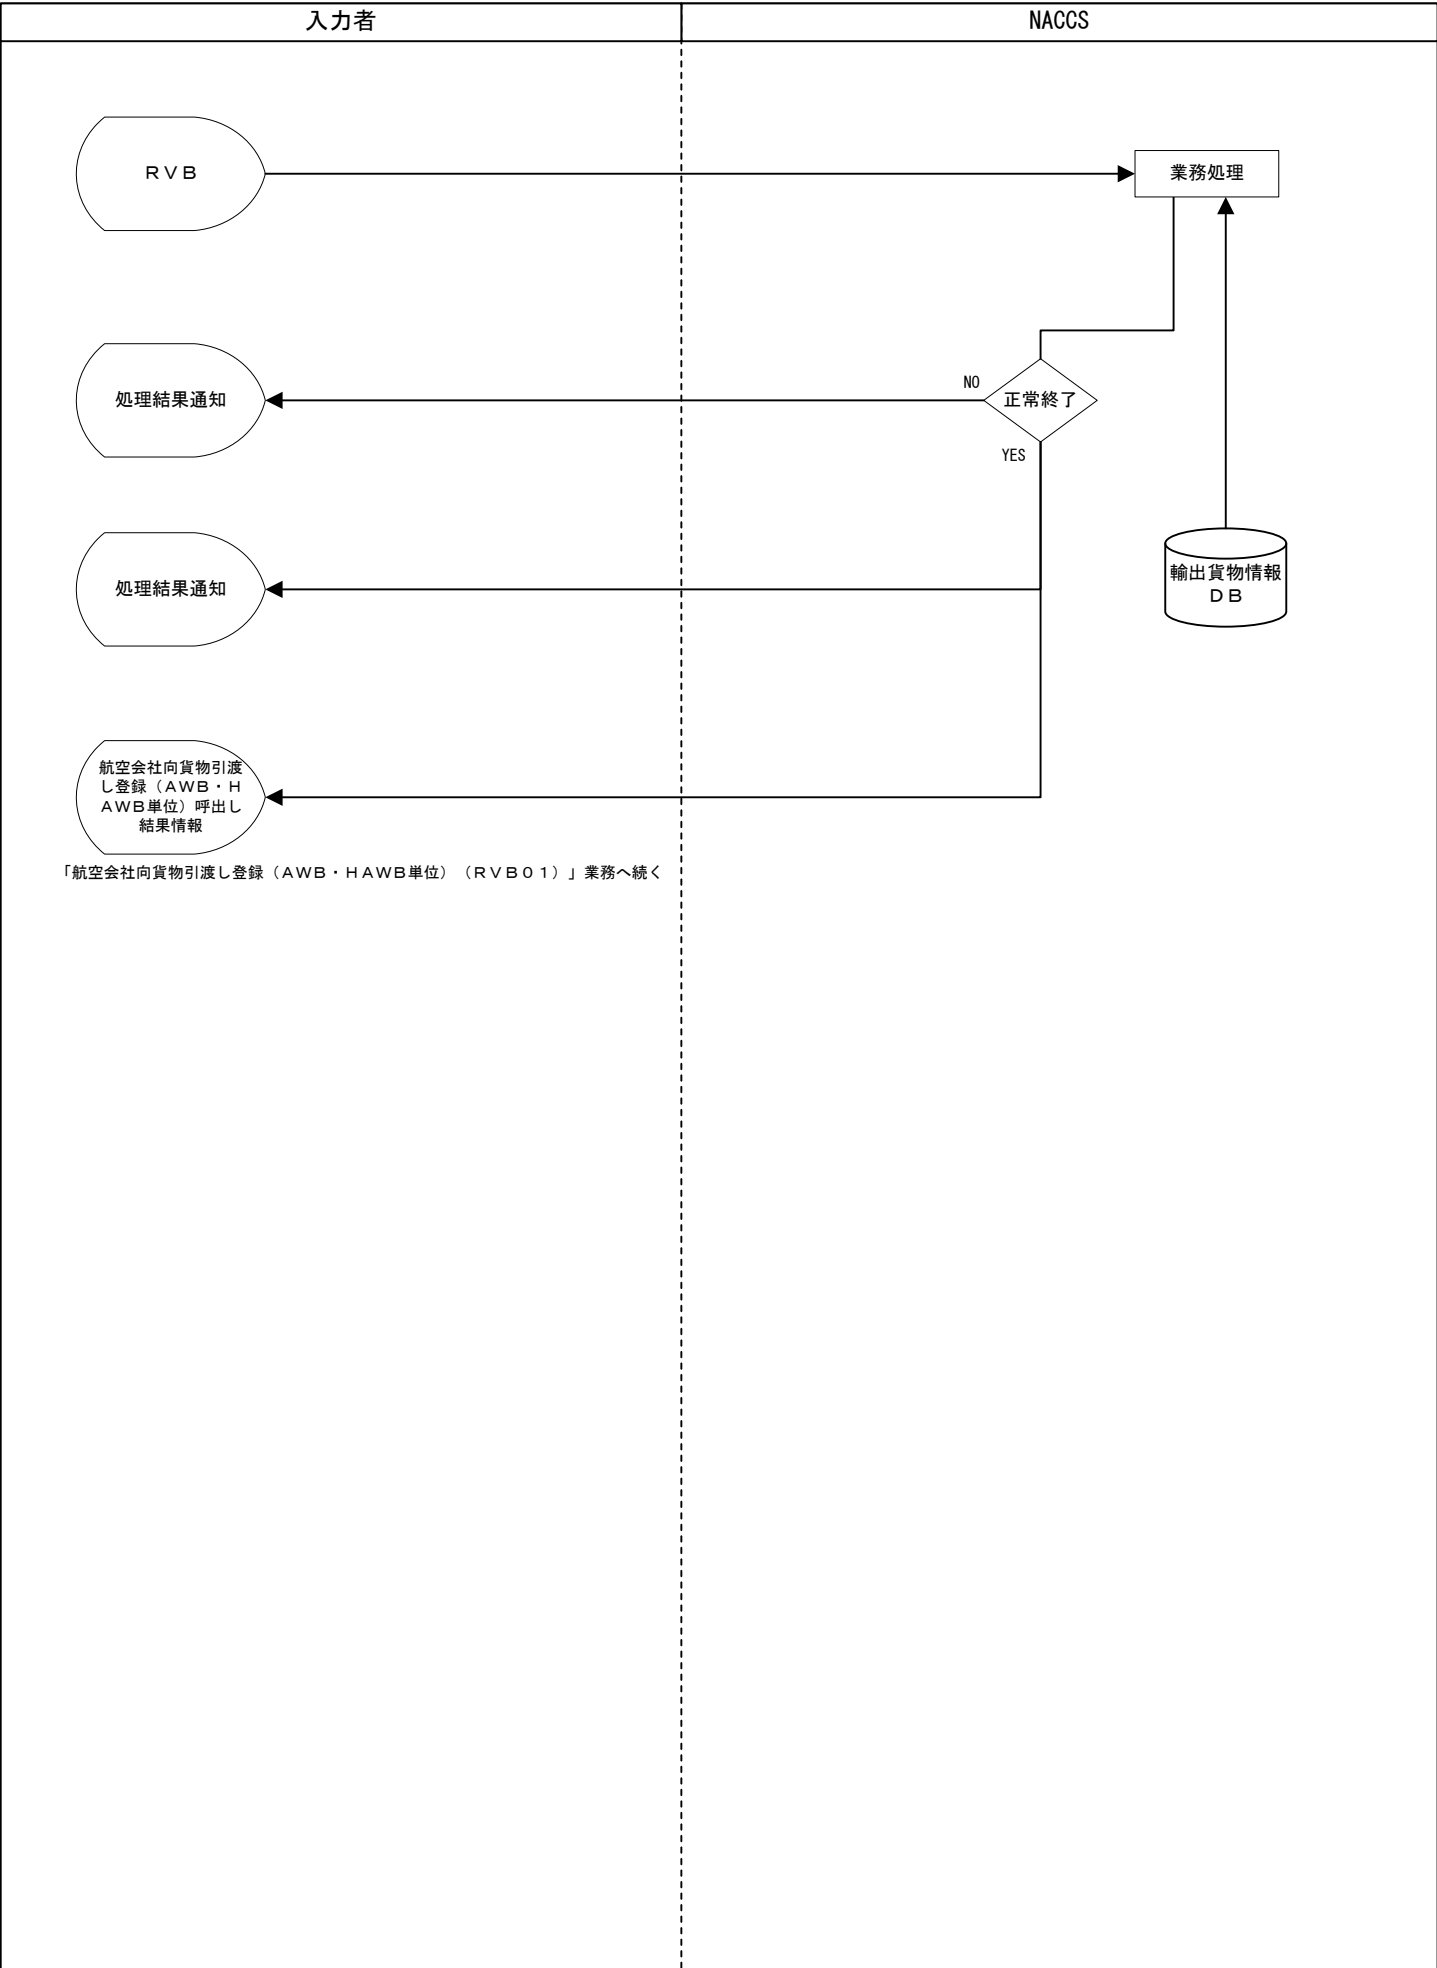 入力者
NACCS
ＲＶＢ
業務処理
処理結果通知
NO
正常終了
YES
処理結果通知
輸出貨物情報
ＤＢ
航空会社向貨物引渡
し登録（ＡＷＢ・Ｈ
ＡＷＢ単位）呼出し
結果情報
「航空会社向貨物引渡し登録（ＡＷＢ・ＨＡＷＢ単位）（ＲＶＢ０１）」業務へ続く